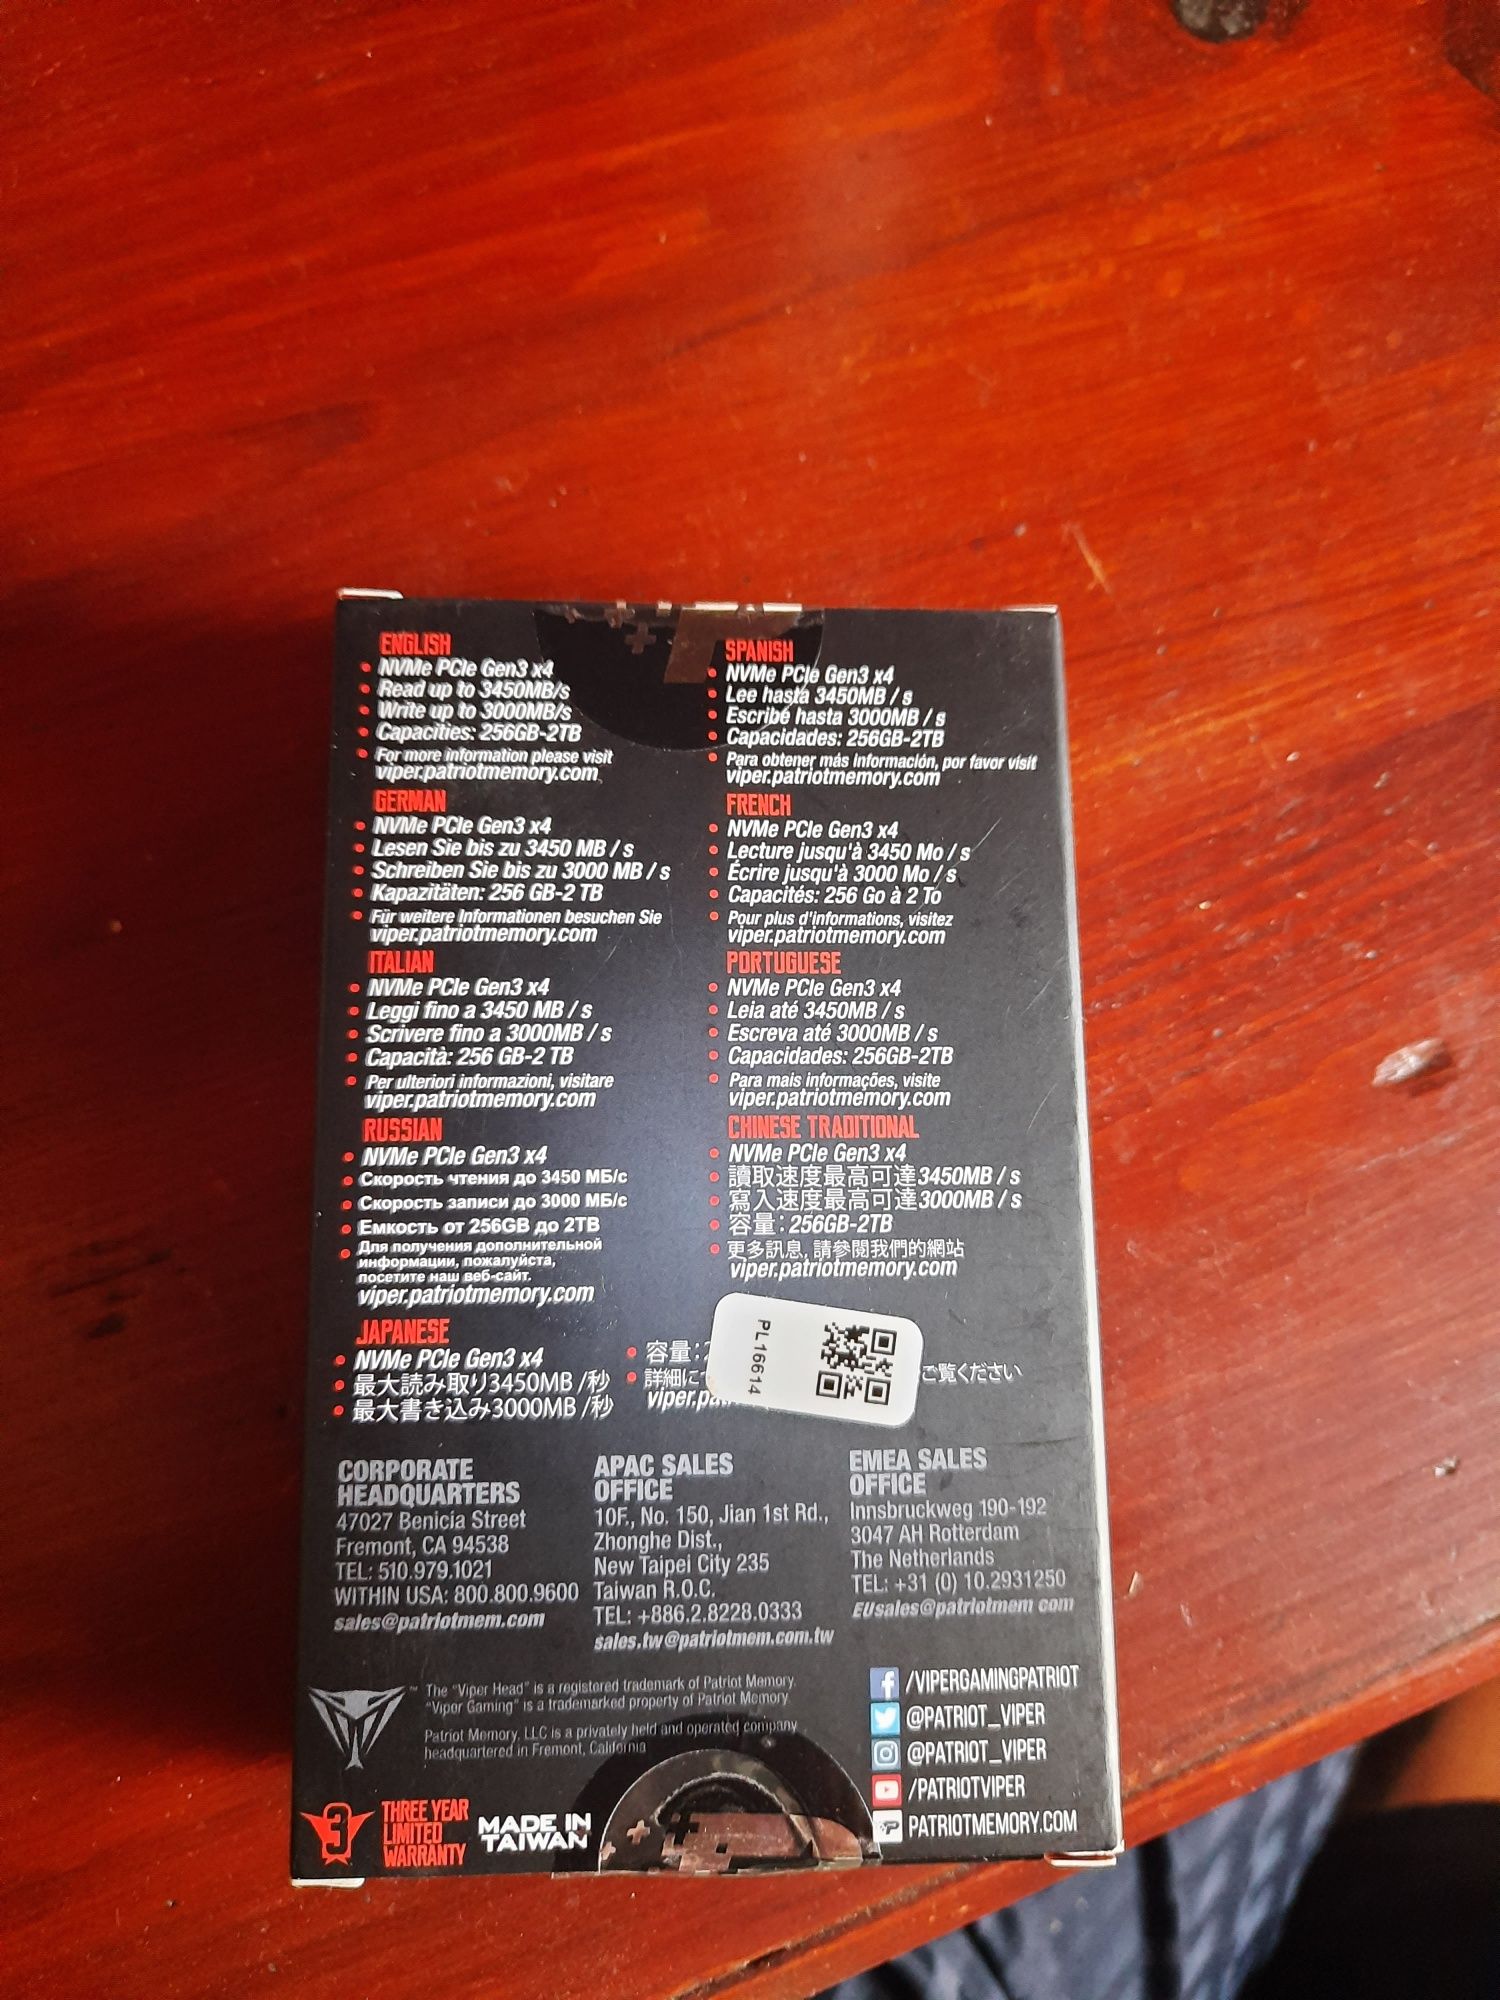 ENGLISH
NVMe PCIe Gen3 x4
Read up to 3450MB/s
Write up to 3000MB/s
Capacities: 256GB-2TB
For more information please visit
viper.patriotmemory.com
SPANISH
NVMe PCIe Gen3 x4
Lee hasta 3450MB / s
Escribe hasta 3000MB / s
Capacidades: 256GB-2TB
Para obtener más información, por favor visit
viper.patriotmemory.com
GERMAN
NVMe PCIe Gen3 x4
Lesen Sie bis zu 3450 MB / s
Schreiben Sie bis zu 3000 MB / s
Kapazitäten: 256 GB-2 TB
Für weitere Informationen besuchen Sie
viper.patriotmemory.com
FRENCH
NVMe PCIe Gen3 x4
Lecture jusqu'à 3450 Mo / s
Écrire jusqu'à 3000 Mo / s
Capacités: 256 Go à 2 To
Pour plus d'informations, visitez
viper.patriotmemory.com
ITALIAN
NVMe PCIe Gen3 x4
Leggi fino a 3450 MB / s
Scrivere fino a 3000MB / s
Capacità: 256 GB-2 TB
Per ulteriori informazioni, visitare
viper.patriotmemory.com
PORTUGUESE
NVMe PCIe Gen3 x4
Leia até 3450MB / s
Escreva até 3000MB / s
Capacidades: 256GB-2TB
Para mais informações, visite
viper.patriotmemory.com
RUSSIAN
NVMe PCIe Gen3 x4
Скорость чтения до 3450 МБ/с
Скорость записи до 3000 МБ/с
Емкость от 256GB до 2TB
Для получения дополнительной
информации, пожалуйста,
посетите наш веб-сайт.
viper.patriotmemory.com
CHINESE TRADITIONAL
NVMe PCIe Gen3 x4
讀取速度最高可達3450MB / s
寫入速度最高可達3000MB / s
容量：256GB-2TB
更多訊息, 請參閱我們的網站
viper.patriotmemory.com
JAPANESE
NVMe PCIe Gen3 x4
最大読み取り3450MB /秒
最大書き込み3000MB /秒
容量：2
詳細に ご覧ください
viper.pa
PL16614
CORPORATE
HEADQUARTERS
47027 Benicia Street
Fremont, CA 94538
TEL: 510.979.1021
WITHIN USA: 800.800.9600
sales@patriotmem.com
APAC SALES
OFFICE
10F., No. 150, Jian 1st Rd.,
Zhonghe Dist.,
New Taipei City 235
Taiwan R.O.C.
TEL: +886.2.8228.0333
sales.tw@patriotmem.com.tw
EMEA SALES
OFFICE
Innsbruckweg 190-192
3047 AH Rotterdam
The Netherlands
TEL: +31 (0) 10.2931250
EUsales@patriotmem com
™ The "Viper Head" is a registered trademark of Patriot Memory.
"Viper Gaming" is a trademarked property of Patriot Memory
Patriot Memory, LLC is a privately held and operated company
headquartered in Fremont, California
/VIPERGAMINGPATRIOT
@PATRIOT_VIPER
@PATRIOT_VIPER
/PATRIOTVIPER
PATRIOTMEMORY.COM
3 THREE YEAR
LIMITED
WARRANTY
MADE IN
TAIWAN